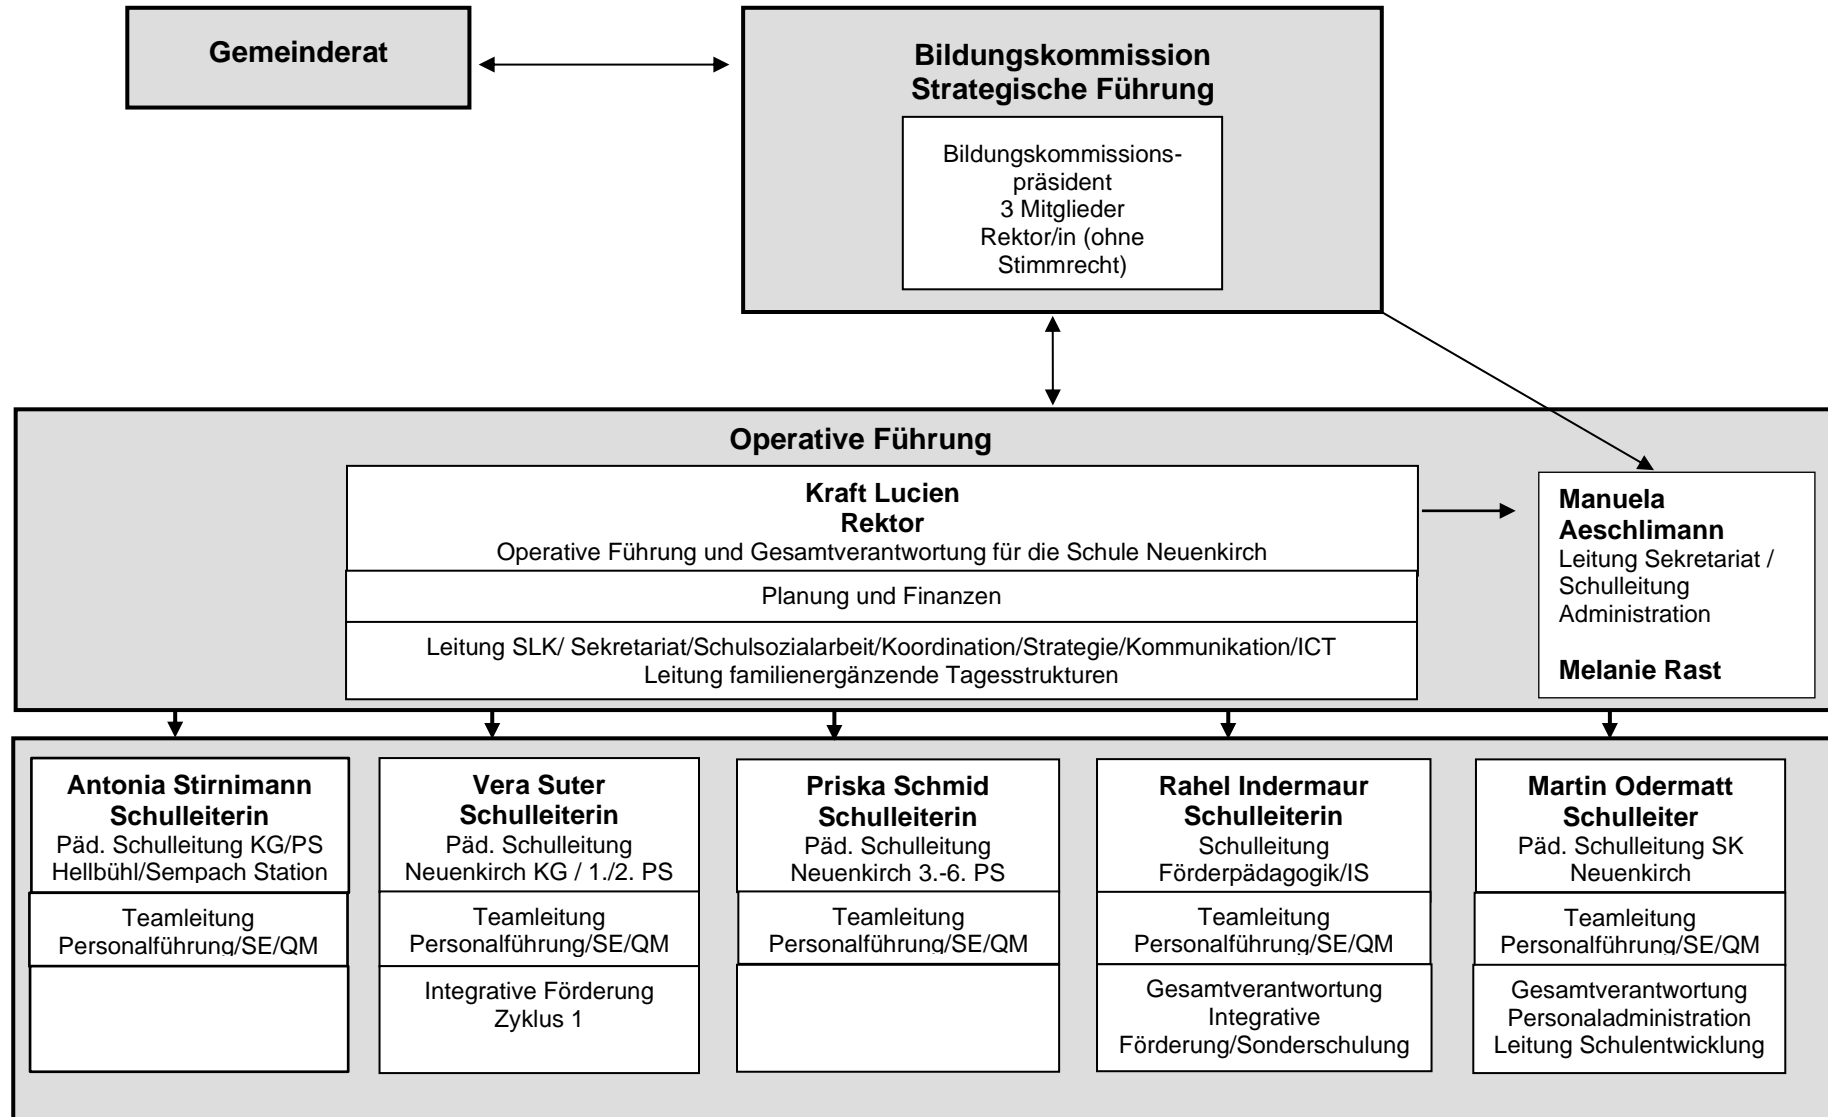 Gemeinderat
Bildungskommission
Strategische Führung
Bildungskommissions-
präsident
3 Mitglieder
Rektor/in (ohne
Stimmrecht)
Operative Führung
Kraft Lucien
Rektor
Operative Führung und Gesamtverantwortung für die Schule Neuenkirch
Planung und Finanzen
Leitung SLK/ Sekretariat/Schulsozialarbeit/Koordination/Strategie/Kommunikation/ICT
Leitung familienergänzende Tagesstrukturen
Manuela
Aeschlimann
Leitung Sekretariat /
Schulleitung
Administration
Melanie Rast
Antonia Stirnimann
Schulleiterin
Päd. Schulleitung KG/PS
Hellbühl/Sempach Station
Teamleitung
Personalführung/SE/QM
Vera Suter
Schulleiterin
Päd. Schulleitung
Neuenkirch KG / 1./2. PS
Teamleitung
Personalführung/SE/QM
Integrative Förderung
Zyklus 1
Priska Schmid
Schulleiterin
Päd. Schulleitung
Neuenkirch 3.-6. PS
Teamleitung
Personalführung/SE/QM
Rahel Indermaur
Schulleiterin
Schulleitung
Förderpädagogik/IS
Teamleitung
Personalführung/SE/QM
Gesamtverantwortung
Integrative
Förderung/Sonderschulung
Martin Odermatt
Schulleiter
Päd. Schulleitung SK
Neuenkirch
Teamleitung
Personalführung/SE/QM
Gesamtverantwortung
Personaladministration
Leitung Schulentwicklung